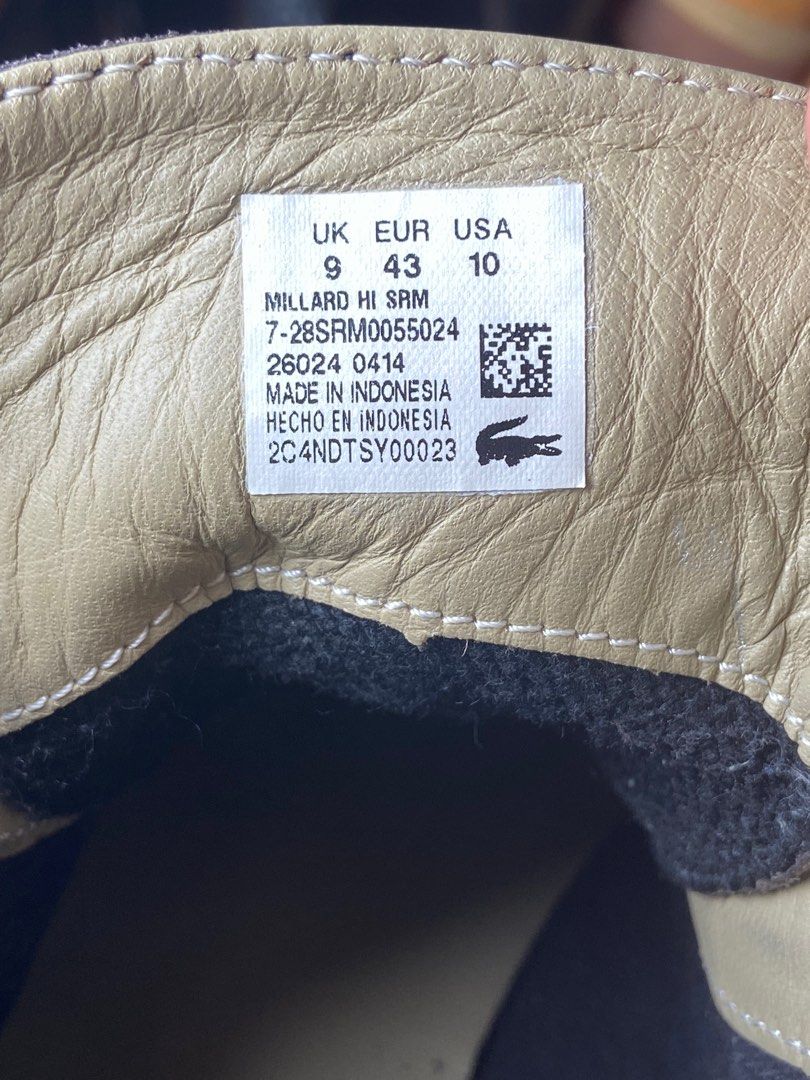 UK EUR USA
9 43 10
MILLARD HI SRM
7-28SRM0055024
26024 0414
MADE IN INDONESIA
HECHO EN INDONESIA
2C4NDTSY00023